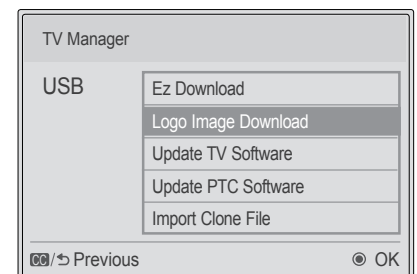 TV Manager
USB
Ez Download
Logo Image Download
Update TV Software
Update PTC Software
Import Clone File
CC/⮌ Previous ◉ OK